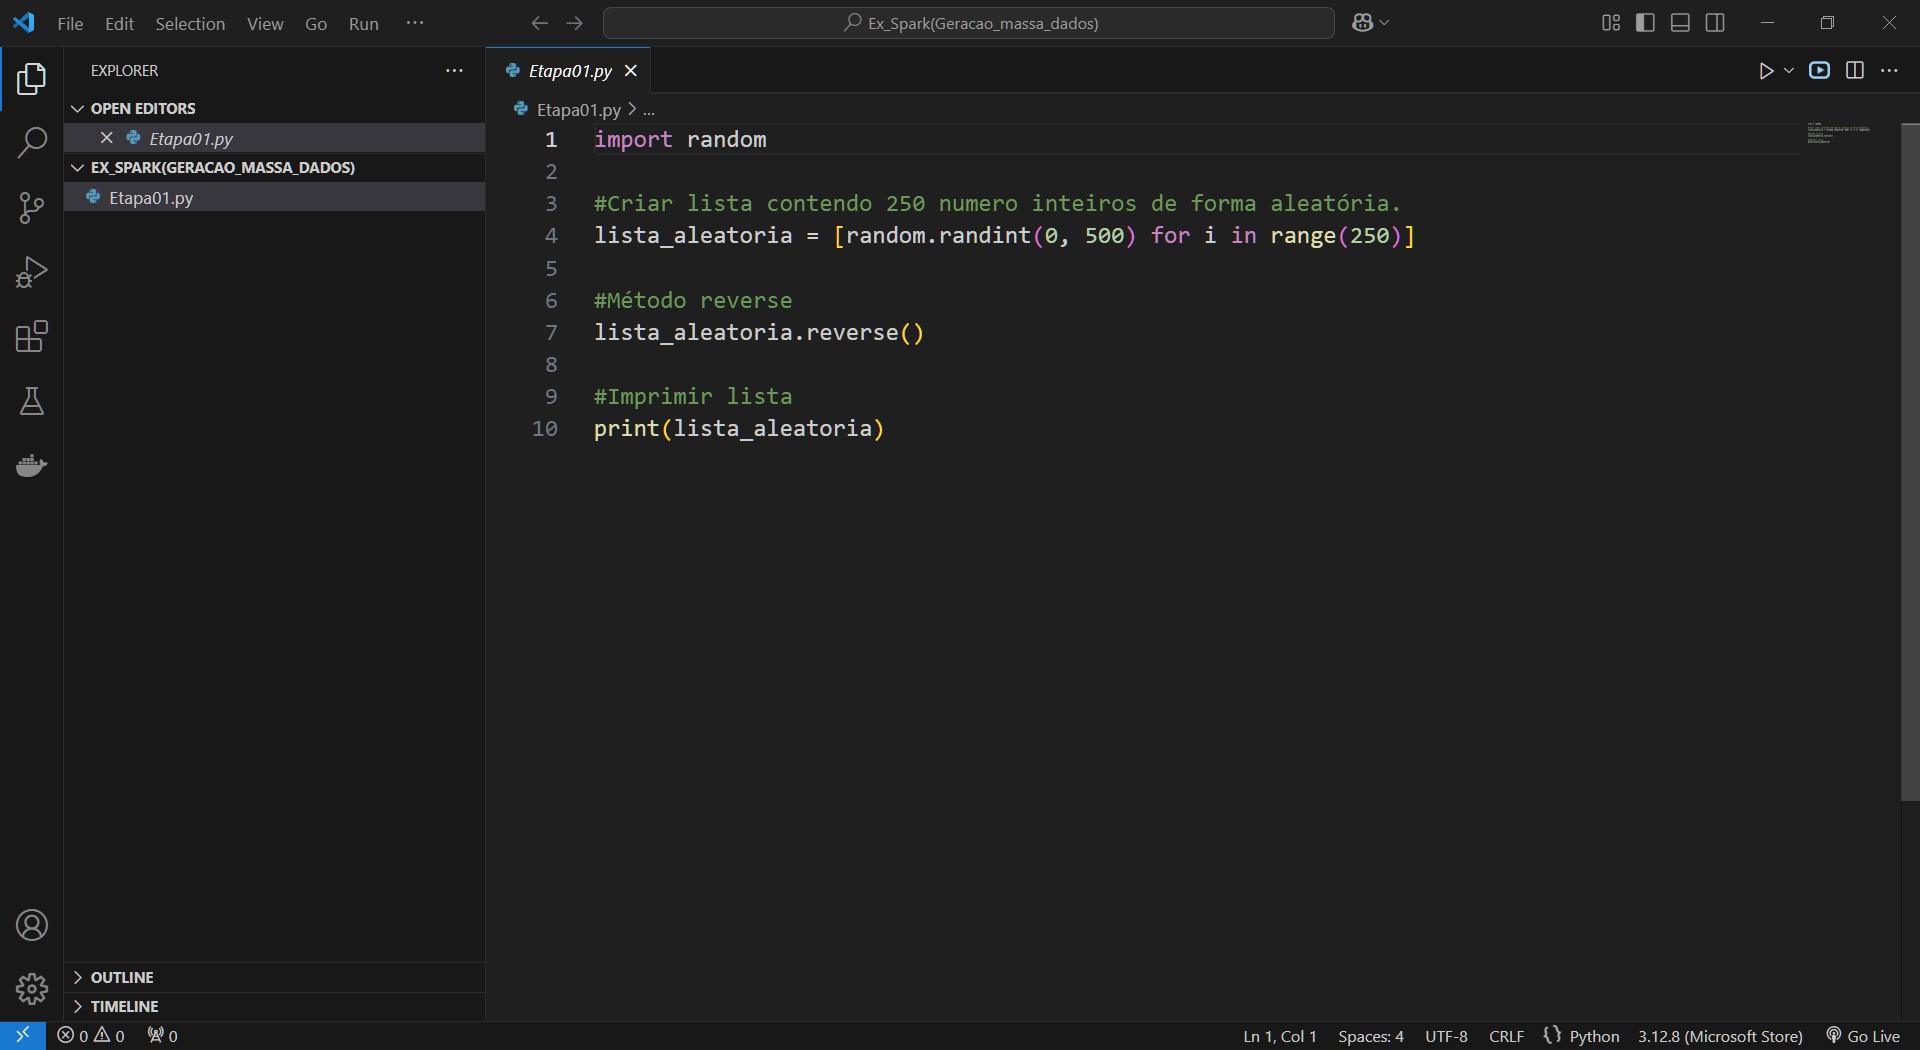 File Edit Selection View Go Run ···
Ex_Spark(Geracao_massa_dados)
EXPLORER
OPEN EDITORS
Etapa01.py
EX_SPARK(GERACAO_MASSA_DADOS)
Etapa01.py
OUTLINE
TIMELINE
Etapa01.py
Etapa01.py > ...
1 import random
2
3 #Criar lista contendo 250 numero inteiros de forma aleatória.
4 lista_aleatoria = [random.randint(0, 500) for i in range(250)]
5
6 #Método reverse
7 lista_aleatoria.reverse()
8
9 #Imprimir lista
10 print(lista_aleatoria)
0 0 0
Ln 1, Col 1 Spaces: 4 UTF-8 CRLF {} Python 3.12.8 (Microsoft Store) Go Live